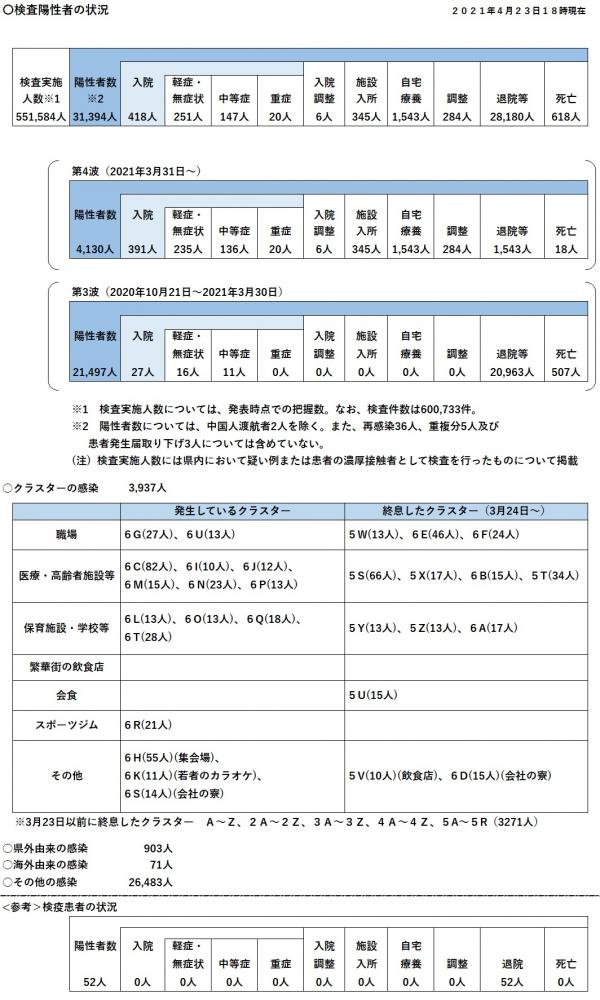 〇検査陽性者の状況
２０２１年４月２３日１８時現在
検査実施人数※1 陽性者数※2 入院 軽症・無症状 中等症 重症 入院調整 施設入所 自宅療養 調整 退院等 死亡
551,584人 31,394人 418人 251人 147人 20人 6人 345人 1,543人 284人 28,180人 618人
第4波（2021年3月31日～）
陽性者数 入院 軽症・無症状 中等症 重症 入院調整 施設入所 自宅療養 調整 退院等 死亡
4,130人 391人 235人 136人 20人 6人 345人 1,543人 284人 1,543人 18人
第3波（2020年10月21日～2021年3月30日）
陽性者数 入院 軽症・無症状 中等症 重症 入院調整 施設入所 自宅療養 調整 退院等 死亡
21,497人 27人 16人 11人 0人 0人 0人 0人 0人 20,963人 507人
※1　検査実施人数については、発表時点での把握数。なお、検査件数は600,733件。
※2　陽性者数については、中国人渡航者2人を除く。また、再感染36人、重複分5人及び
患者発生届取り下げ3人については含めていない。
（注）検査実施人数には県内において疑い例または患者の濃厚接触者として検査を行ったものについて掲載
〇クラスターの感染　3,937人
発生しているクラスター 終息したクラスター（3月24日～）
職場 ６G(27人)、６U(13人) ５W(13人)、６E(46人)、６F(24人)
医療・高齢者施設等 ６C(82人)、６I(10人)、６J(12人)、 ５S(66人)、５X(17人)、６B(15人)、５T(34人)
６M(15人)、６N(23人)、６P(13人)
保育施設・学校等 ６L(13人)、６O(13人)、６Q(18人)、 ５Y(13人)、５Z(13人)、６A(17人)
６T(28人)
繁華街の飲食店
会食 ５U(15人)
スポーツジム ６R(21人)
その他 ６H(55人)(集会場)、
６K(11人)(若者のカラオケ)、 ５V(10人)(飲食店)、６D(15人)(会社の寮)
６S(14人)(会社の寮)
※3月23日以前に終息したクラスター　A～Z、２A～２Z、３A～３Z、４A～４Z、５A～５R（3271人）
〇県外由来の感染　903人
〇海外由来の感染　71人
〇その他の感染　26,483人
<参考＞検疫患者の状況
陽性者数 入院 軽症・無症状 中等症 重症 入院調整 施設入所 自宅療養 調整 退院 死亡
52人 0人 0人 0人 0人 0人 0人 0人 0人 52人 0人